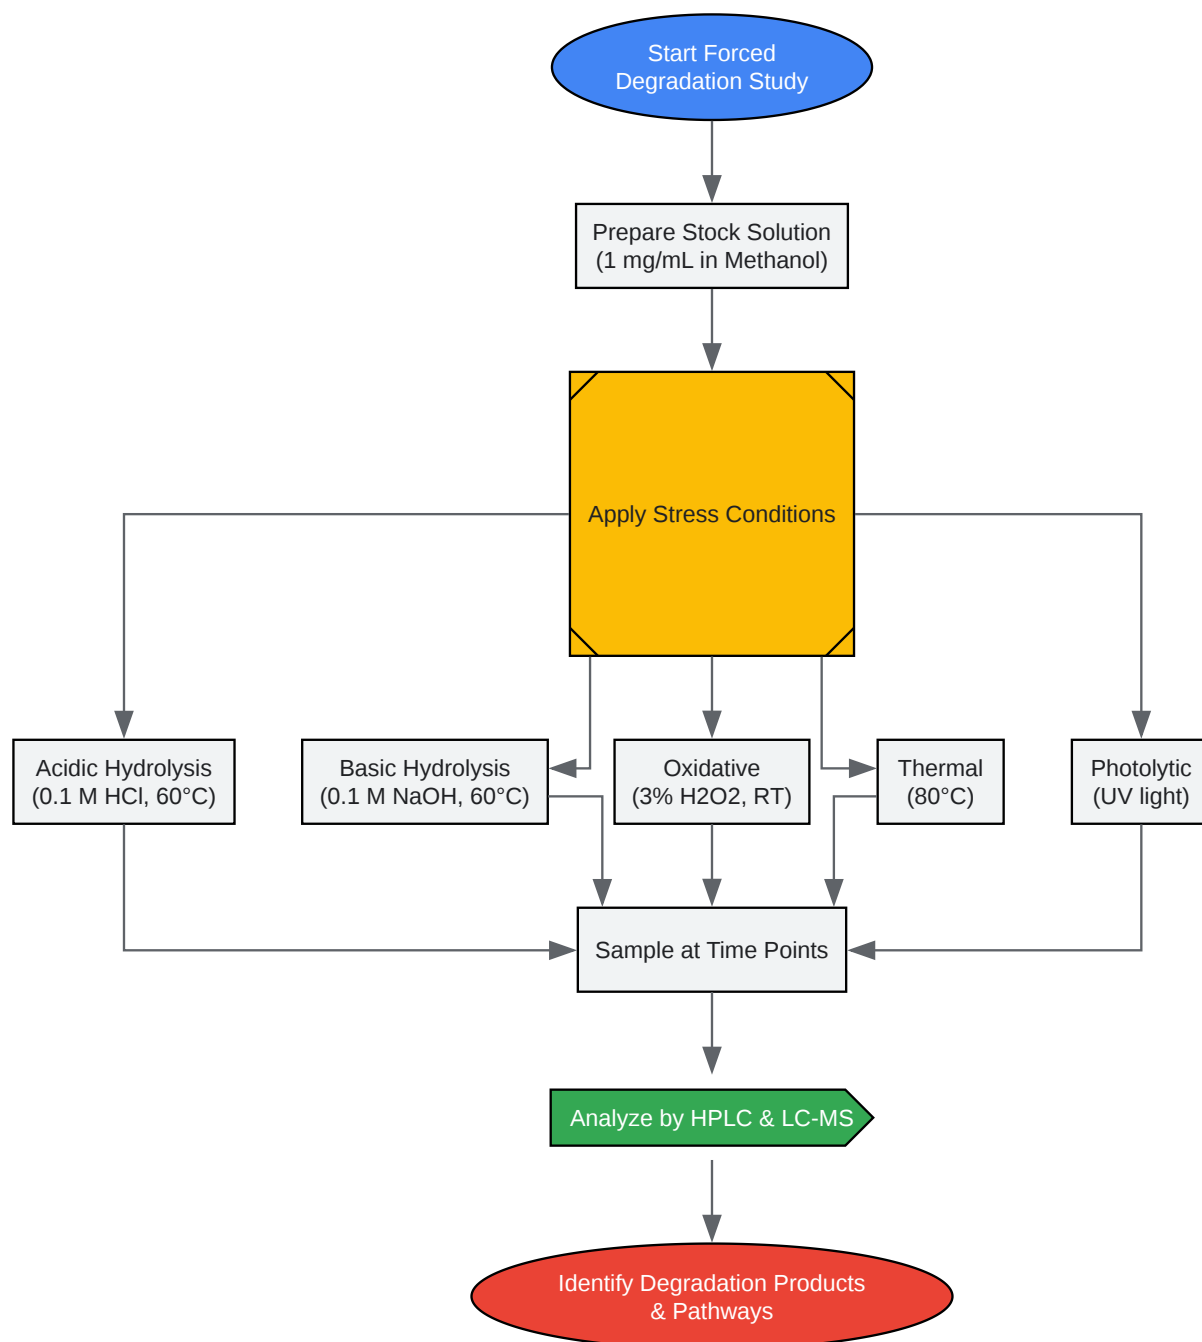 Start Forced
Degradation Study
Prepare Stock Solution
(1 mg/mL in Methanol)
Apply Stress Conditions
Acidic Hydrolysis
(0.1 M HCl, 60°C)
Basic Hydrolysis
(0.1 M NaOH, 60°C)
Oxidative
(3% H2O2, RT)
Thermal
(80°C)
Photolytic
(UV light)
Sample at Time Points
Analyze by HPLC & LC-MS
Identify Degradation Products
& Pathways